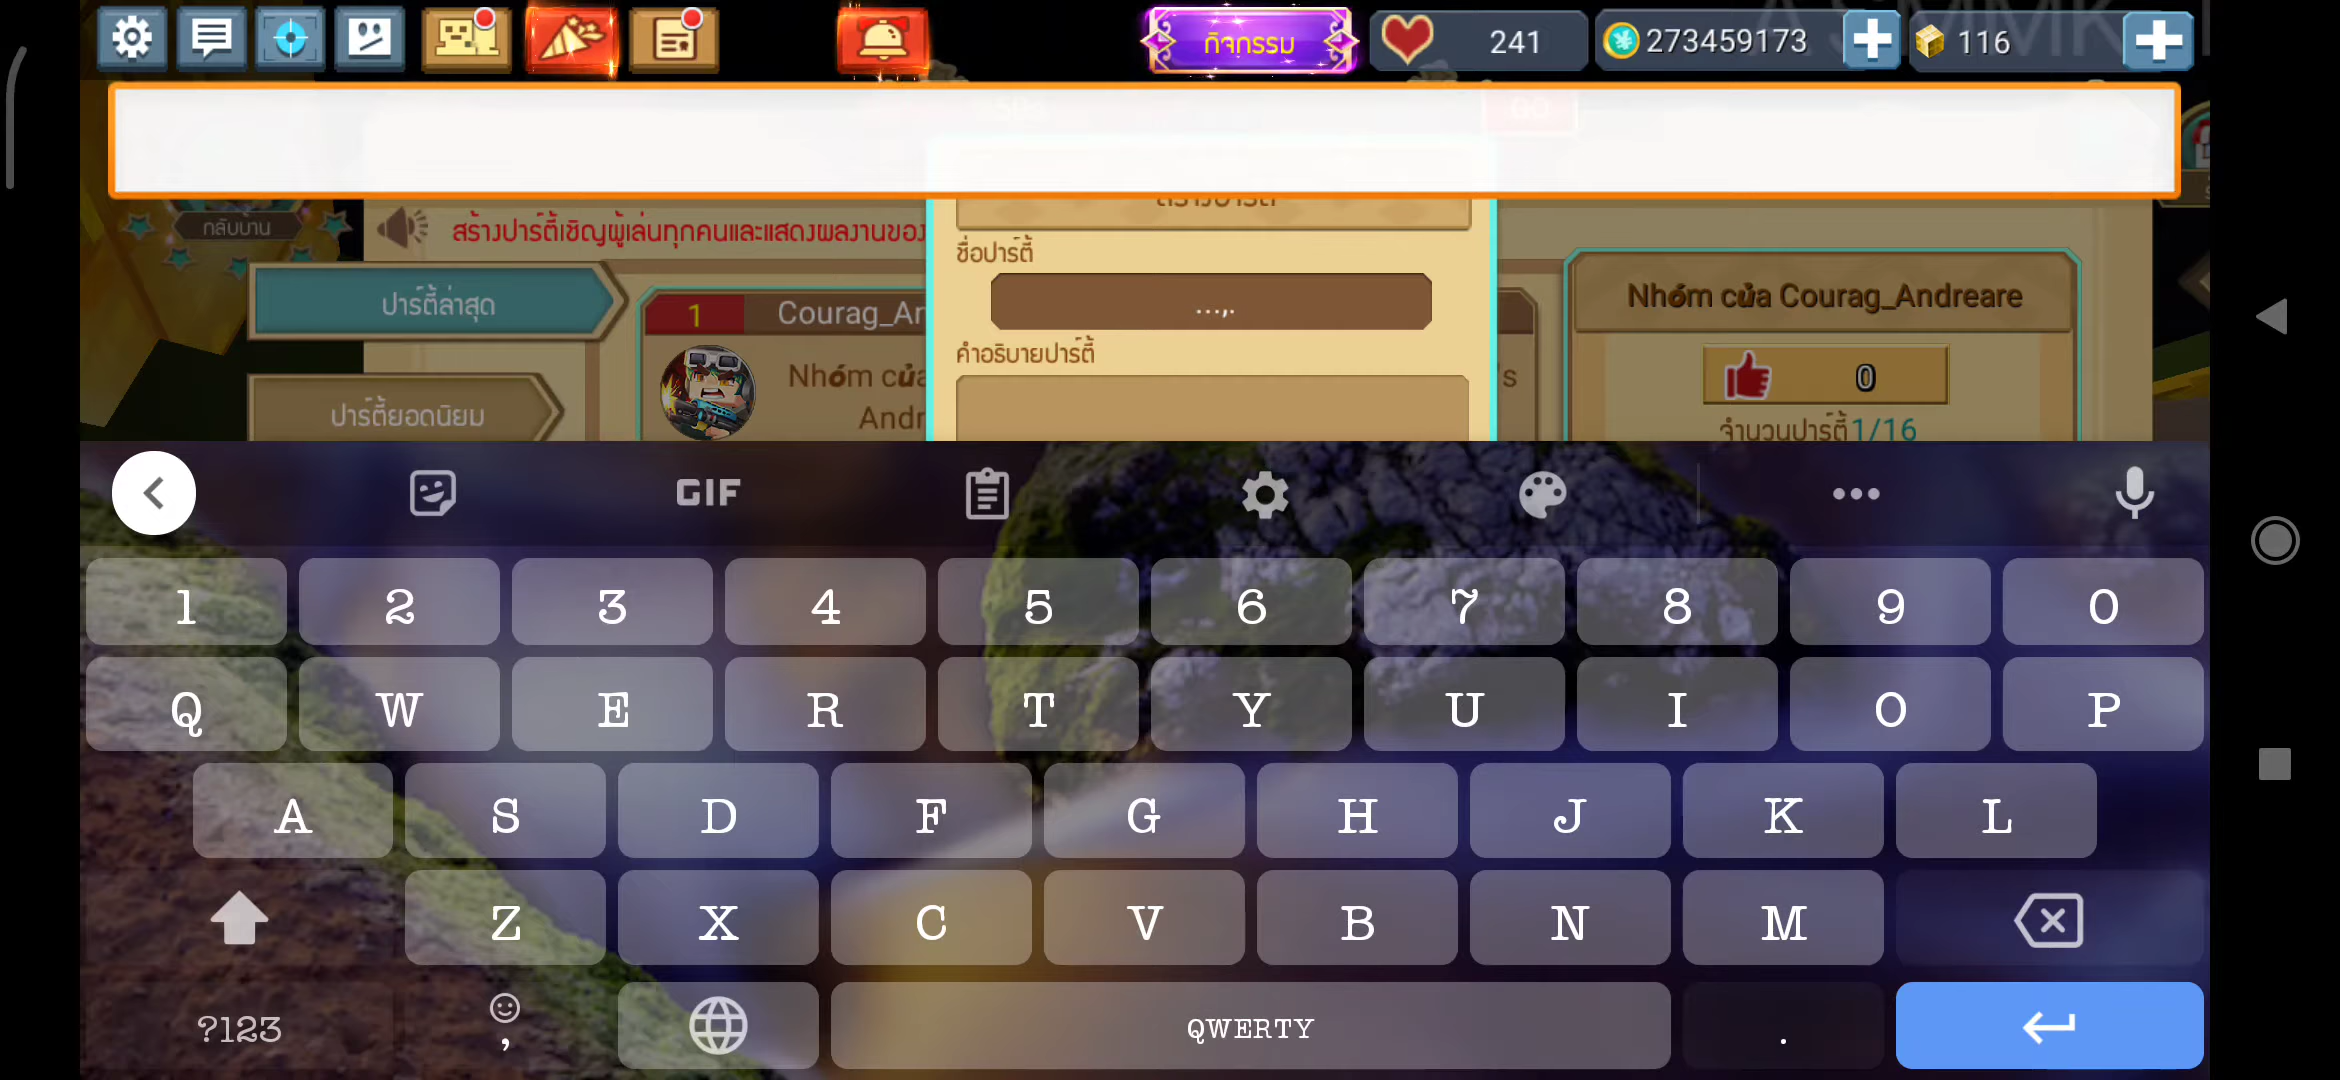 กิจกรรม 241 273459173 116
กลับบ้าน
สร้างปาร์ตี้เชิญผู้เล่นทุกคนและแสดงผลงานของ
ชื่อปาร์ตี้
...,.
คำอธิบายปาร์ตี้
ปาร์ตี้ล่าสุด
ปาร์ตี้ยอดนิยม
1 Courag_Ar
Nhóm của
Andr
's
Nhóm của Courag_Andreare
0
จำนวนปาร์ตี้ 1/16
GIF
1 2 3 4 5 6 7 8 9 0
Q W E R T Y U I O P
A S D F G H J K L
Z X C V B N M
?123 , QWERTY .